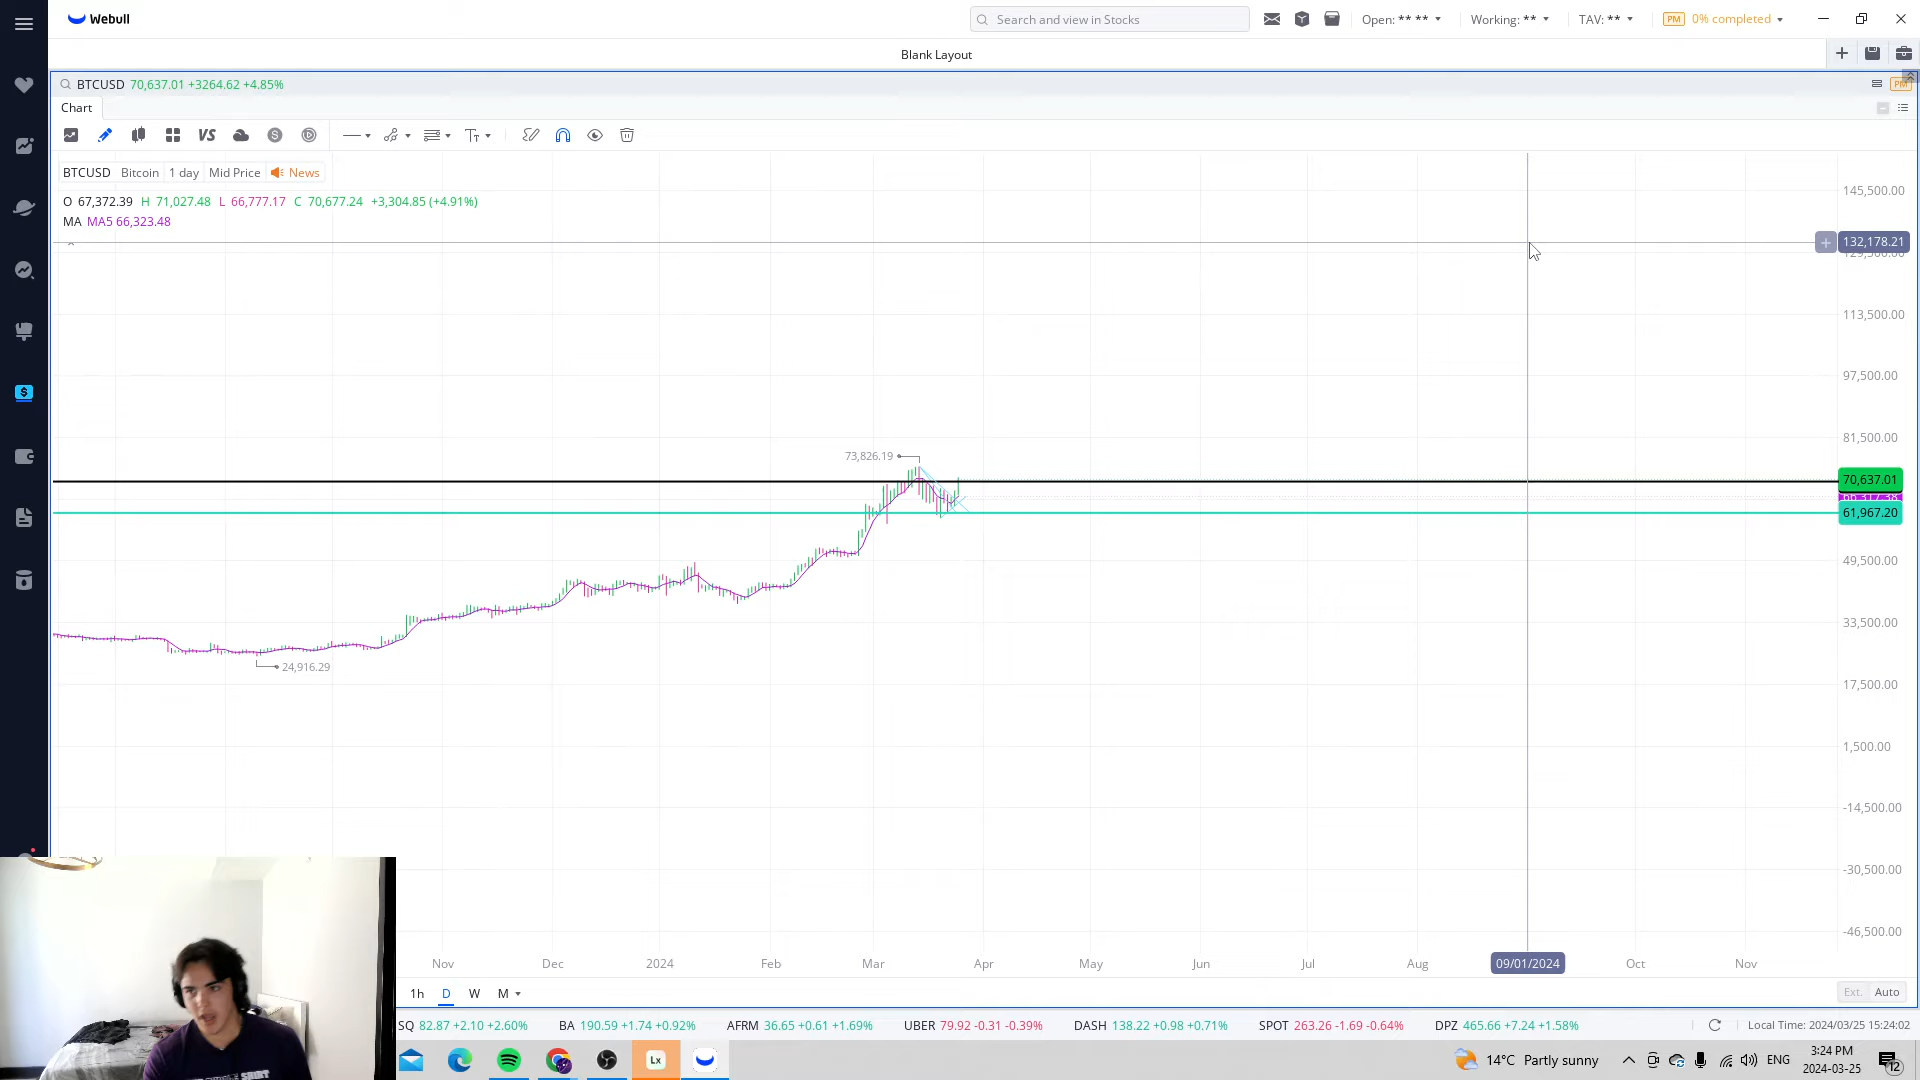 Webull
Search and view in Stocks
Open: ** **
Working: **
TAV: **
PM 0% completed
Blank Layout
BTCUSD 70,637.01 +3264.62 +4.85%
PM
Chart
VS
S
BTCUSD Bitcoin 1 day Mid Price News
O 67,372.39 H 71,027.48 L 66,777.17 C 70,677.24 +3,304.85 (+4.91%)
MA MA5 66,323.48
145,500.00
132,178.21
113,500.00
97,500.00
81,500.00
73,826.19
70,637.01
61,967.20
49,500.00
33,500.00
24,916.29
17,500.00
1,500.00
-14,500.00
-30,500.00
-46,500.00
Nov Dec 2024 Feb Mar Apr May Jun Jul Aug 09/01/2024 Oct Nov
1h D W M
Ext. Auto
SQ 82.87 +2.10 +2.60% BA 190.59 +1.74 +0.92% AFRM 36.65 +0.61 +1.69% UBER 79.92 -0.31 -0.39% DASH 138.22 +0.98 +0.71% SPOT 263.26 -1.69 -0.64% DPZ 465.66 +7.24 +1.58%
Local Time: 2024/03/25 15:24:02
Lx
14°C Partly sunny
ENG
3:24 PM
2024-03-25
12